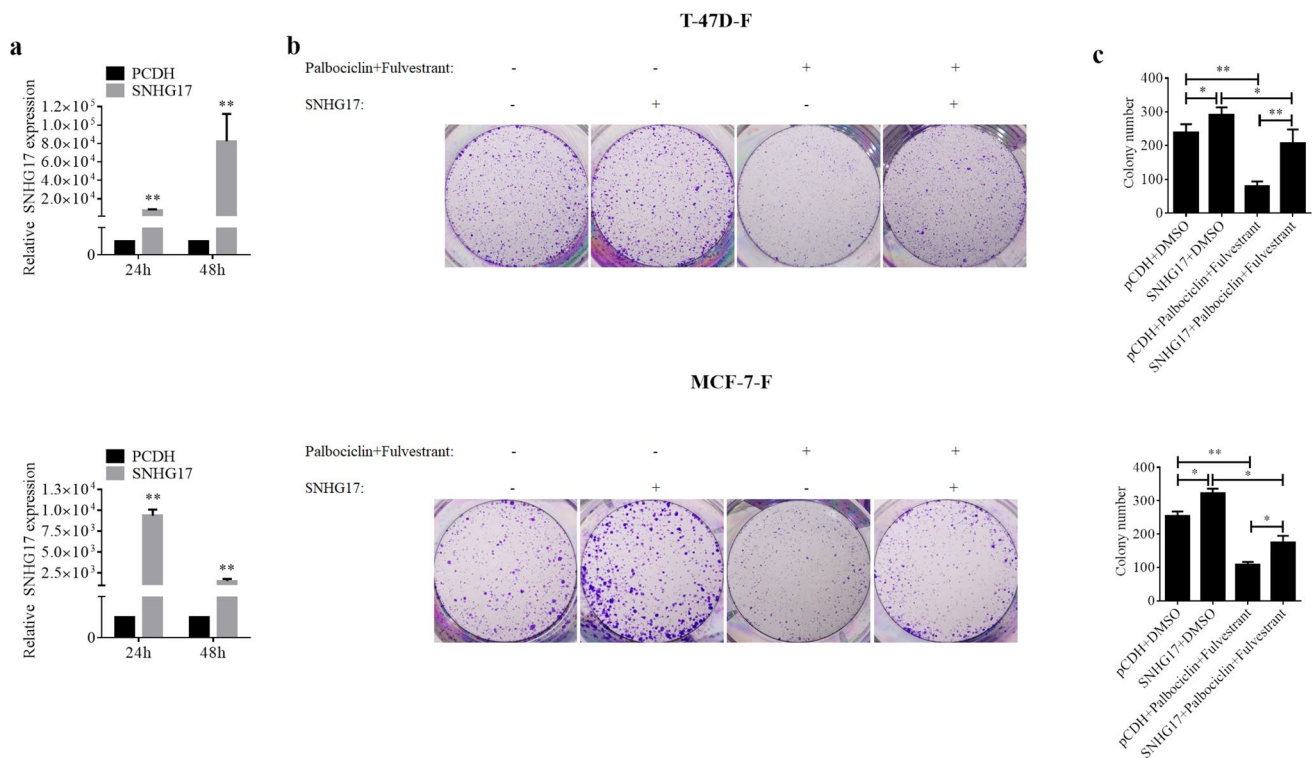 T-47D-F
a
PCDH
SNHG17
Relative SNHG17 expression
1.2×10⁵
1.0×10⁵
8.0×10⁴
6.0×10⁴
4.0×10⁴
2.0×10⁴
0
**
**
24h
48h
b
Palbociclin+Fulvestrant: - - + +
SNHG17: - + - +
c
Colony number
400
300
200
100
0
**
* *
**
pCDH+DMSO
SNHG17+DMSO
pCDH+Palbociclin+Fulvestrant
SNHG17+Palbociclin+Fulvestrant
MCF-7-F
PCDH
SNHG17
Relative SNHG17 expression
1.3×10⁴
1.0×10⁴
7.5×10³
5.0×10³
2.5×10³
0
**
**
24h
48h
Palbociclin+Fulvestrant: - - + +
SNHG17: - + - +
Colony number
400
300
200
100
0
**
* *
*
pCDH+DMSO
SNHG17+DMSO
pCDH+Palbociclin+Fulvestrant
SNHG17+Palbociclin+Fulvestrant